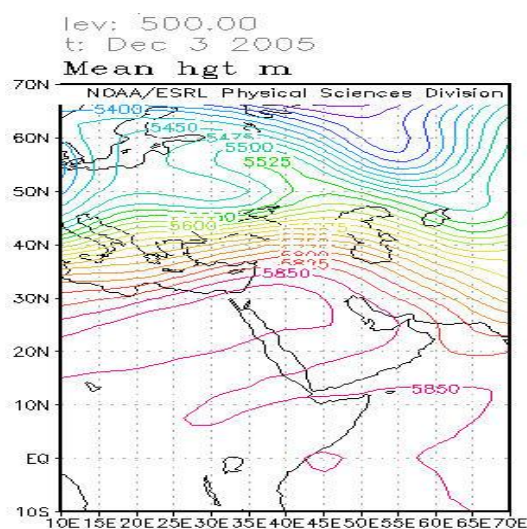 lev: 500.00
t: Dec 3 2005
Mean hgt m
NOAA/ESRL Physical Sciences Division
70N
60N
50N
40N
30N
20N
10N
EQ
10S
5400
5450
5475
5500
5525
5600
5850
5850
10E 15E 20E 25E 30E 35E 40E 45E 50E 55E 60E 65E 70E